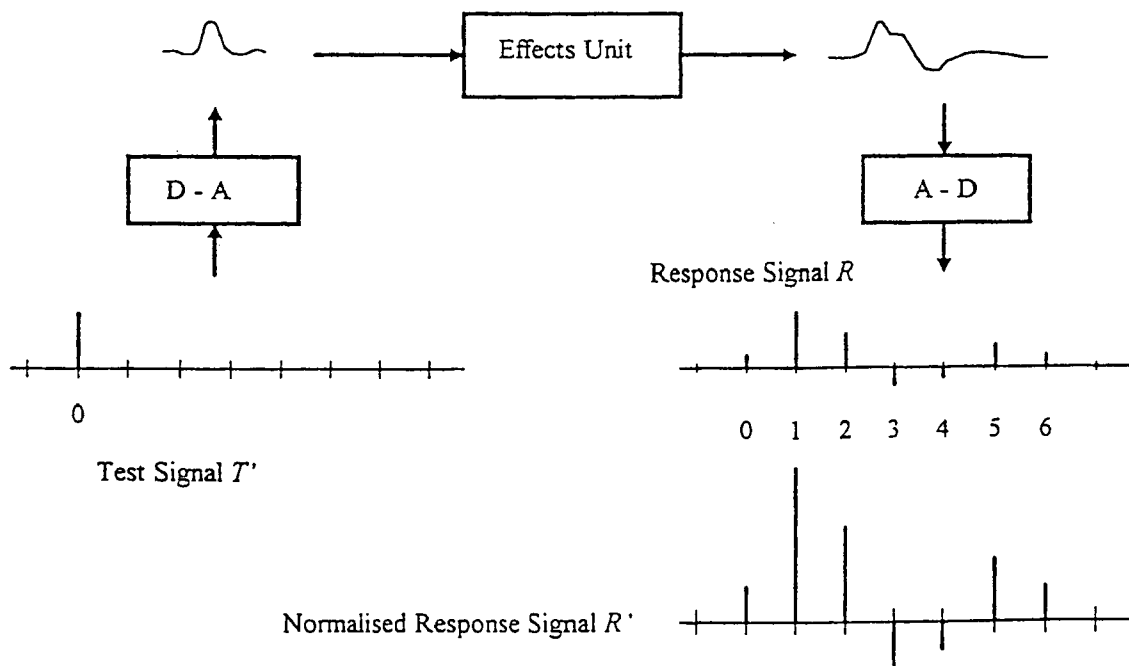 Effects Unit
D - A
A - D
Response Signal R
0
0 1 2 3 4 5 6
Test Signal T'
Normalised Response Signal R'